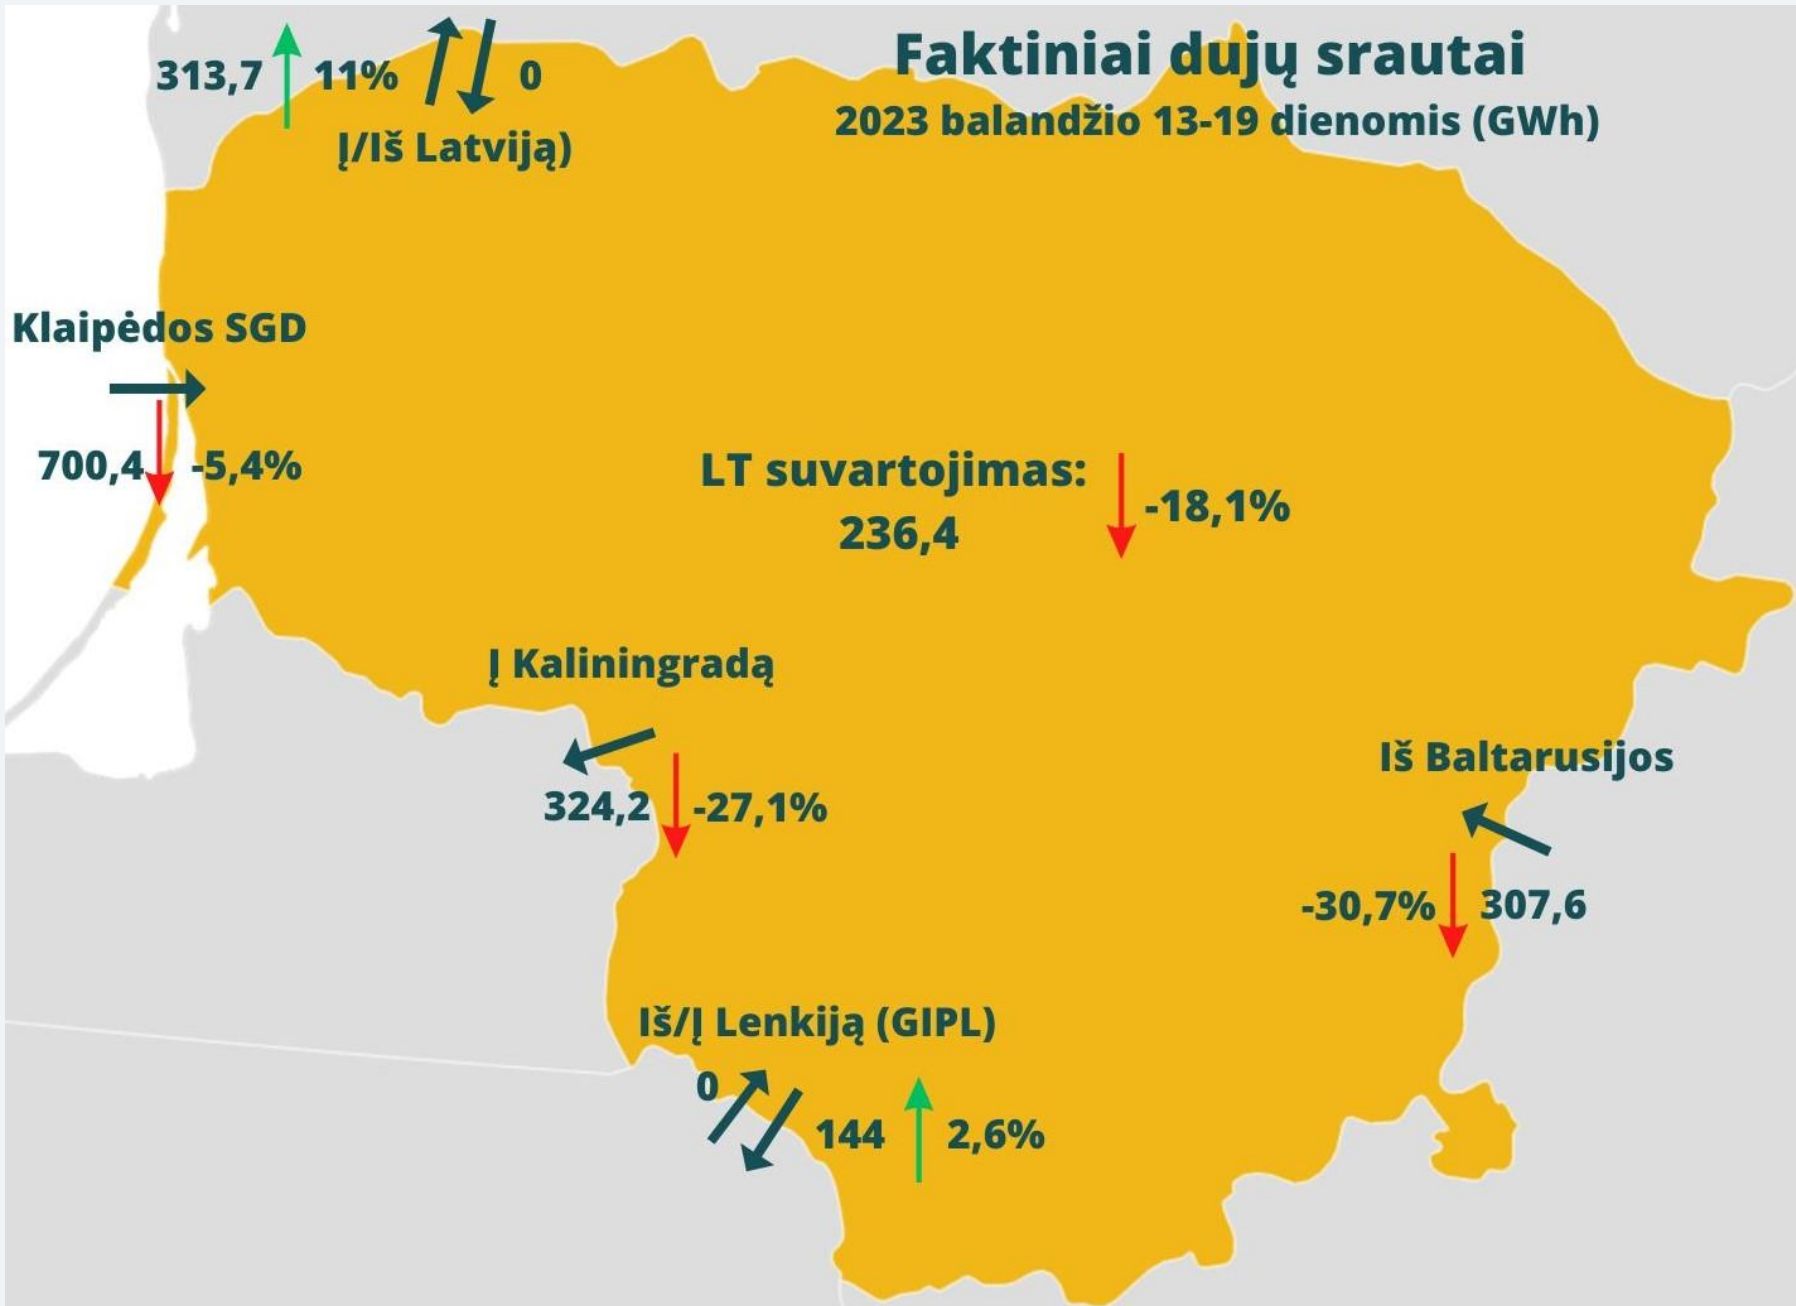 Faktiniai dujų srautai
2023 balandžio 13-19 dienomis (GWh)
313,7 11% 0
Į/Iš Latviją)
Klaipėdos SGD
700,4 -5,4%
LT suvartojimas:
236,4
-18,1%
Į Kaliningradą
324,2 -27,1%
Iš Baltarusijos
-30,7% 307,6
Iš/Į Lenkiją (GIPL)
0
144 2,6%